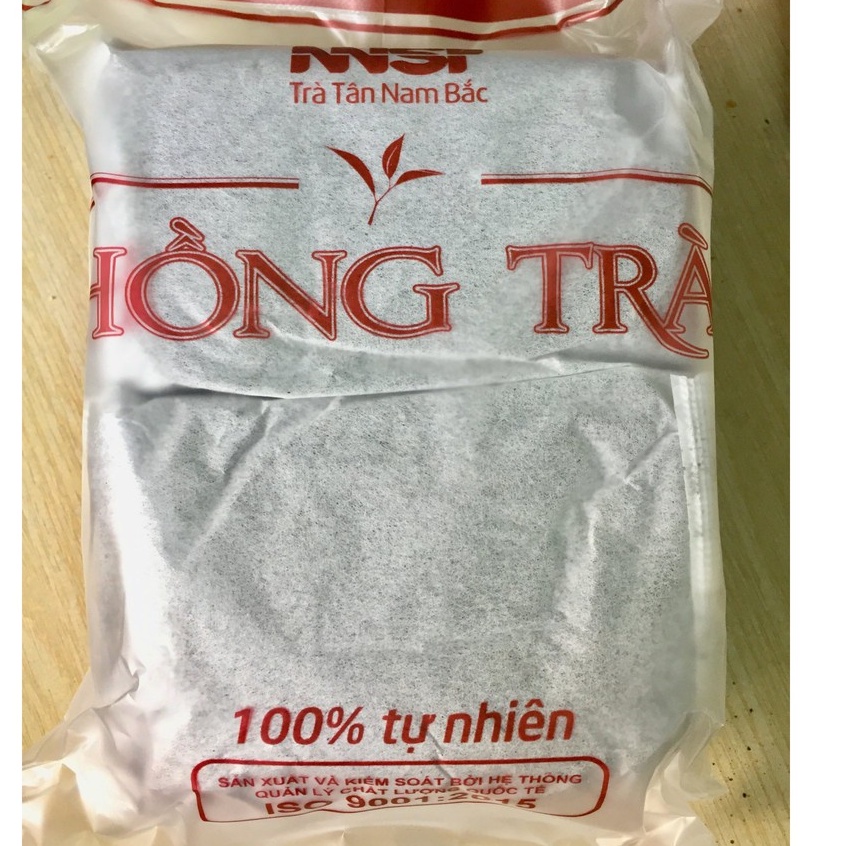 Trà Tân Nam Bắc
HỒNG TRÀ
100% tự nhiên
SẢN XUẤT VÀ KIỂM SOÁT BỞI HỆ THỐNG
QUẢN LÝ CHẤT LƯỢNG QUỐC TẾ
ISO 9001:2015